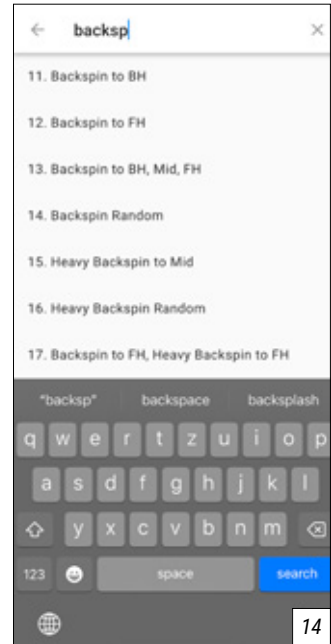 backsp
11. Backspin to BH
12. Backspin to FH
13. Backspin to BH, Mid, FH
14. Backspin Random
15. Heavy Backspin to Mid
16. Heavy Backspin Random
17. Backspin to FH, Heavy Backspin to FH
“backsp” backspace backsplash
q w e r t z u i o p
a s d f g h j k l
y x c v b n m
123 space search
14